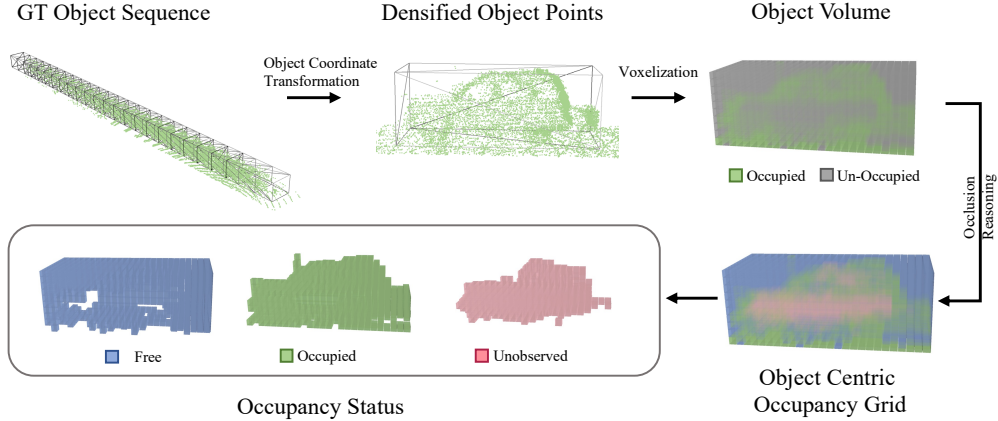 GT Object Sequence
Densified Object Points
Object Volume
Object Coordinate
Transformation
Voxelization
Occupied
Un-Occupied
Occlusion
Reasoning
Free
Occupied
Unobserved
Occupancy Status
Object Centric
Occupancy Grid